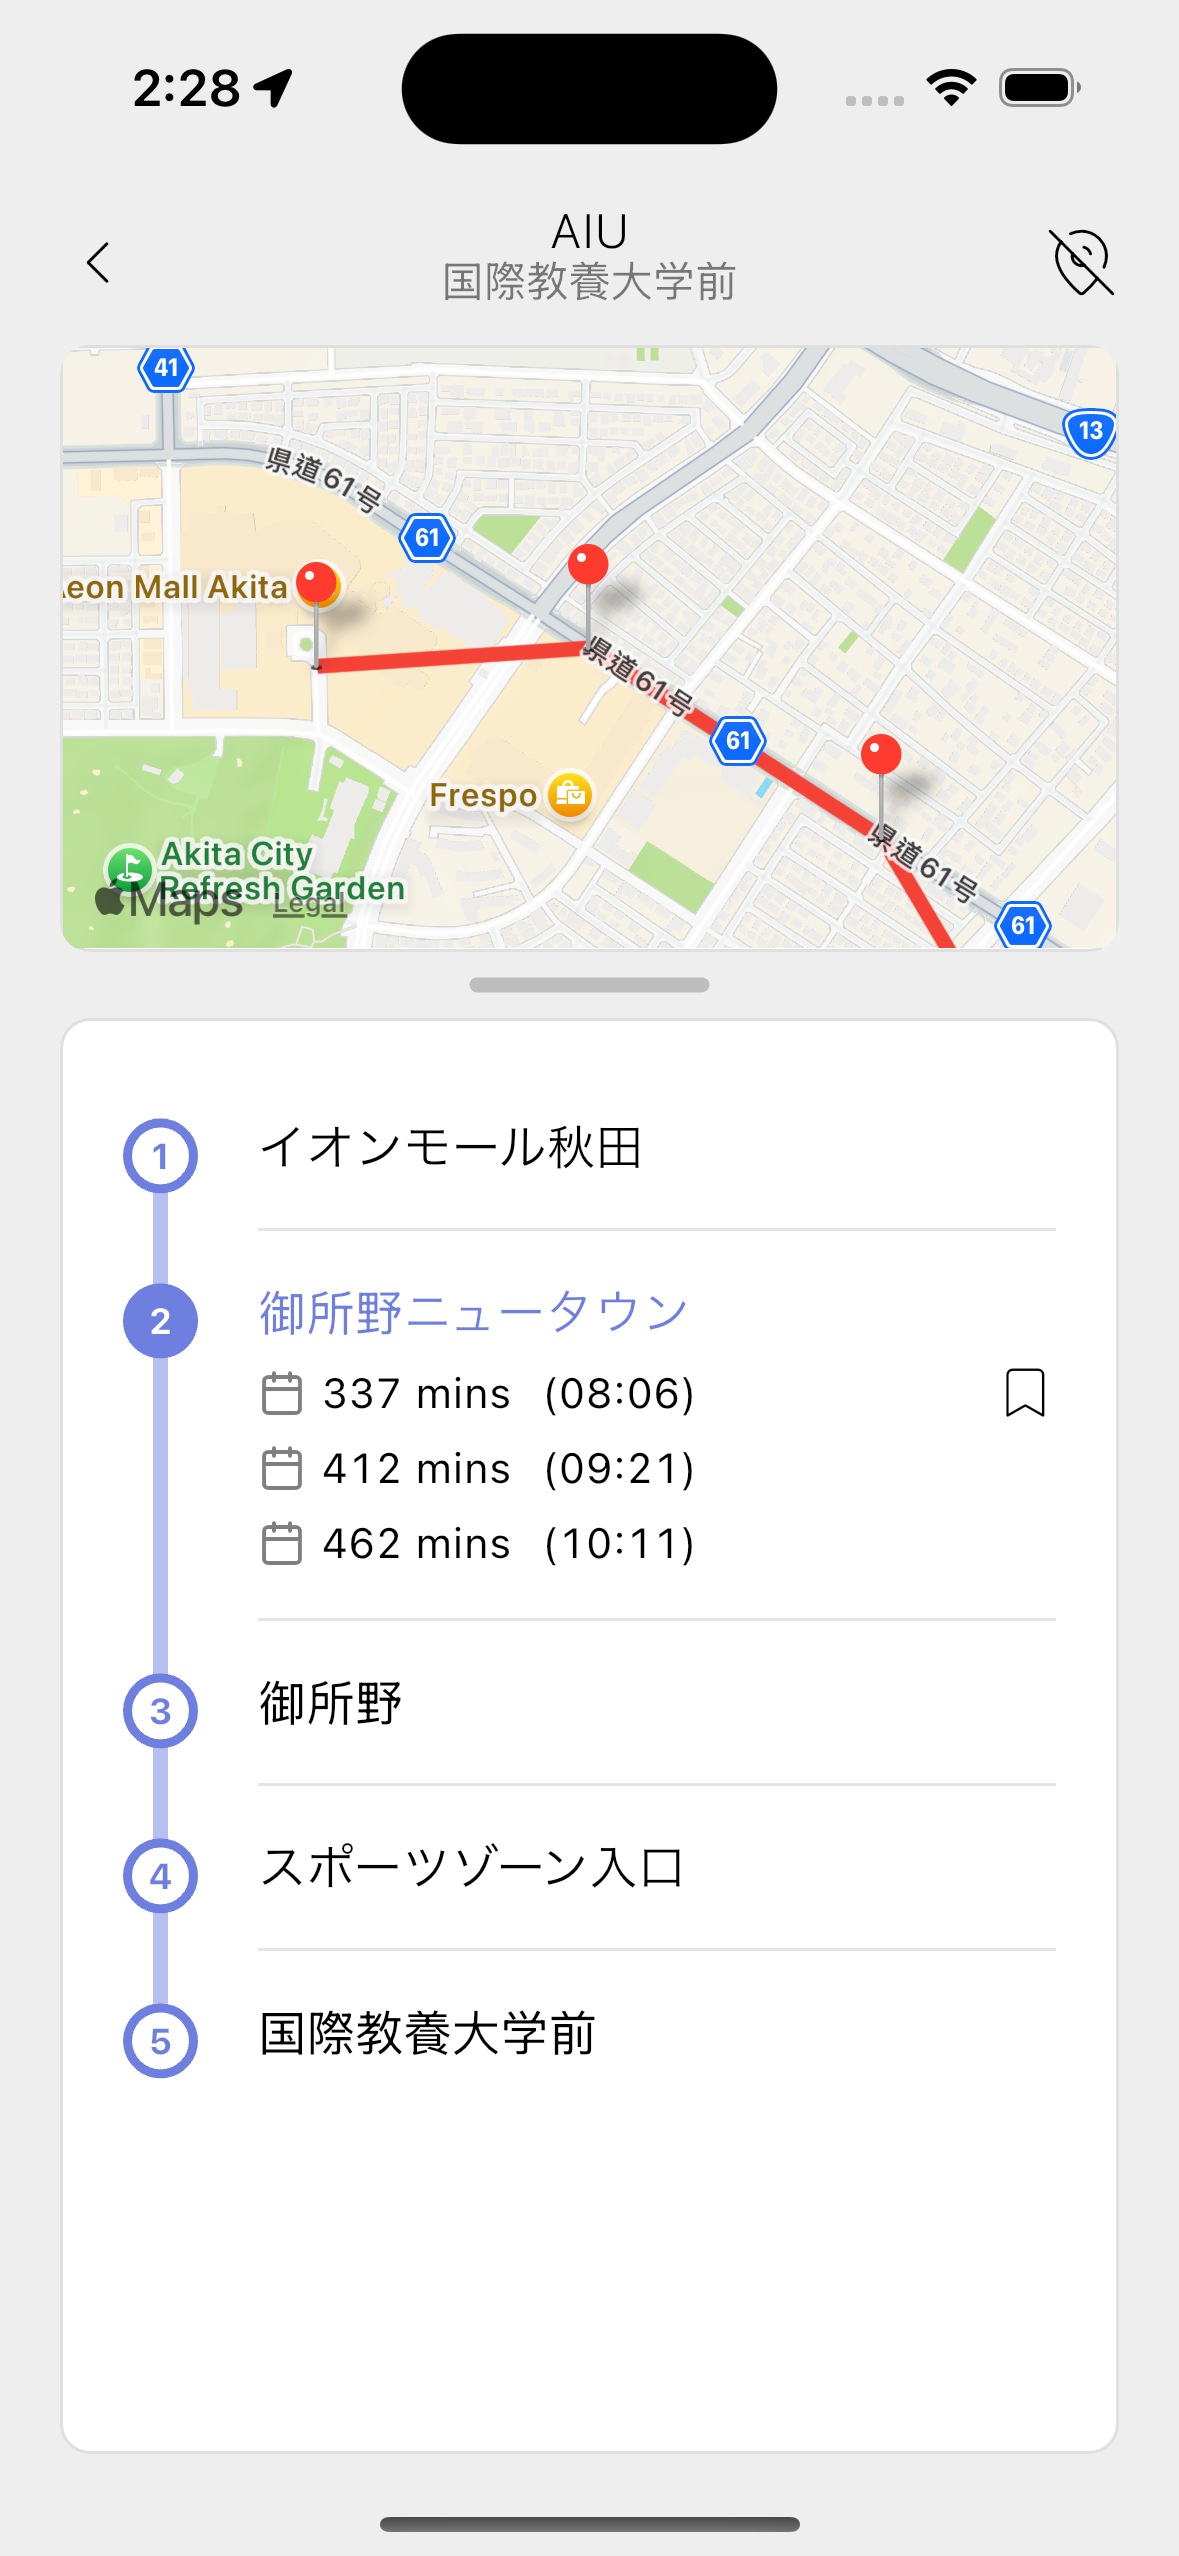 2:28
AIU
国際教養大学前
41
13
県道61号
61
Aeon Mall Akita
県道61号
61
Frespo
県道61号
Akita City
Refresh Garden
Maps
Legal
61
1
イオンモール秋田
2
御所野ニュータウン
337 mins (08:06)
412 mins (09:21)
462 mins (10:11)
3
御所野
4
スポーツゾーン入口
5
国際教養大学前